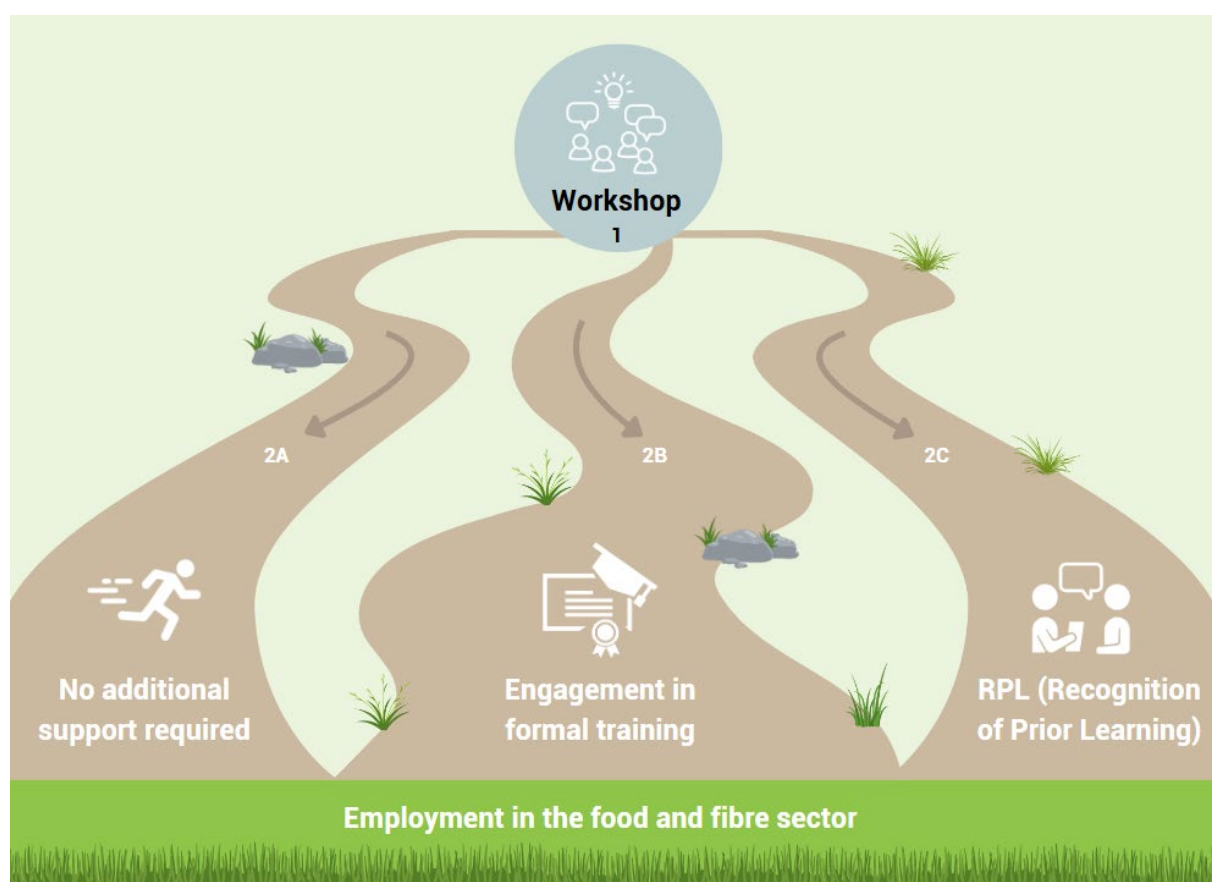 Workshop
1
2A
2B
2C
No additional
support required
Engagement in
formal training
RPL (Recognition
of Prior Learning)
Employment in the food and fibre sector